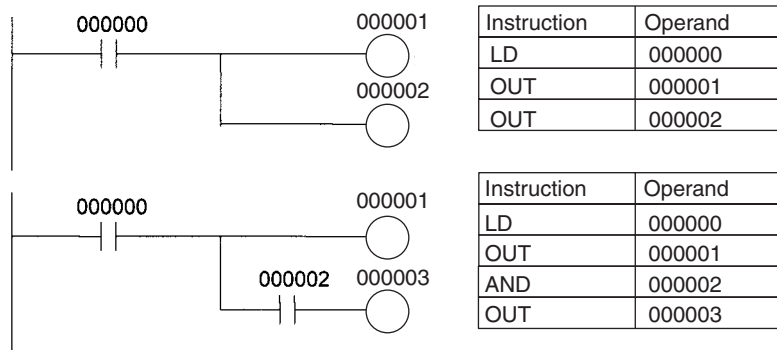 000000
000001
000002
Instruction Operand
LD 000000
OUT 000001
OUT 000002
000000
000001
000002 000003
Instruction Operand
LD 000000
OUT 000001
AND 000002
OUT 000003